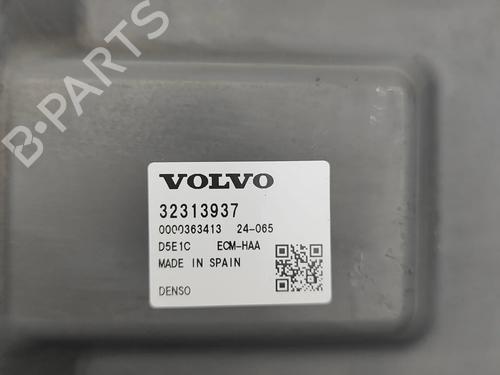 B-PARTS
VOLVO
32313937
0000363413 24-065
D5E1C ECM-HAA
MADE IN SPAIN
DENSO